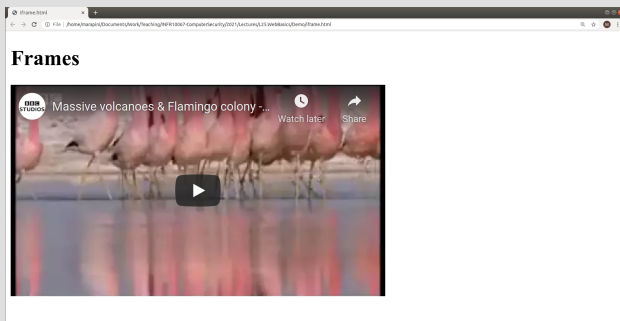 iframe.html
File /home/marapini/Documents/Work/Teaching/INFR10067-ComputerSecurity/2021/Lectures/L25.WebBasics/Demo/iframe.html
Frames
BBC
STUDIOS
Massive volcanoes & Flamingo colony -...
Watch later
Share